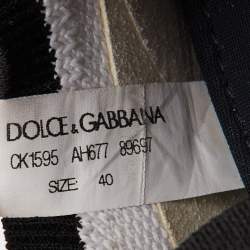 DOLCE & GABBANA
CK1595 AH677 89697
SIZE: 40